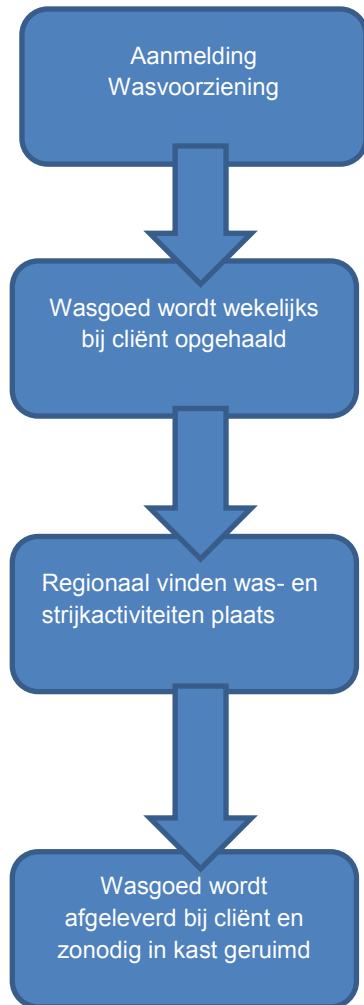 Aanmelding
Wasvoorziening
Wasgoed wordt wekelijks
bij cliënt opgehaald
Regionaal vinden was- en
strijkactiviteiten plaats
Wasgoed wordt
afgeleverd bij cliënt en
zonodig in kast geruimd